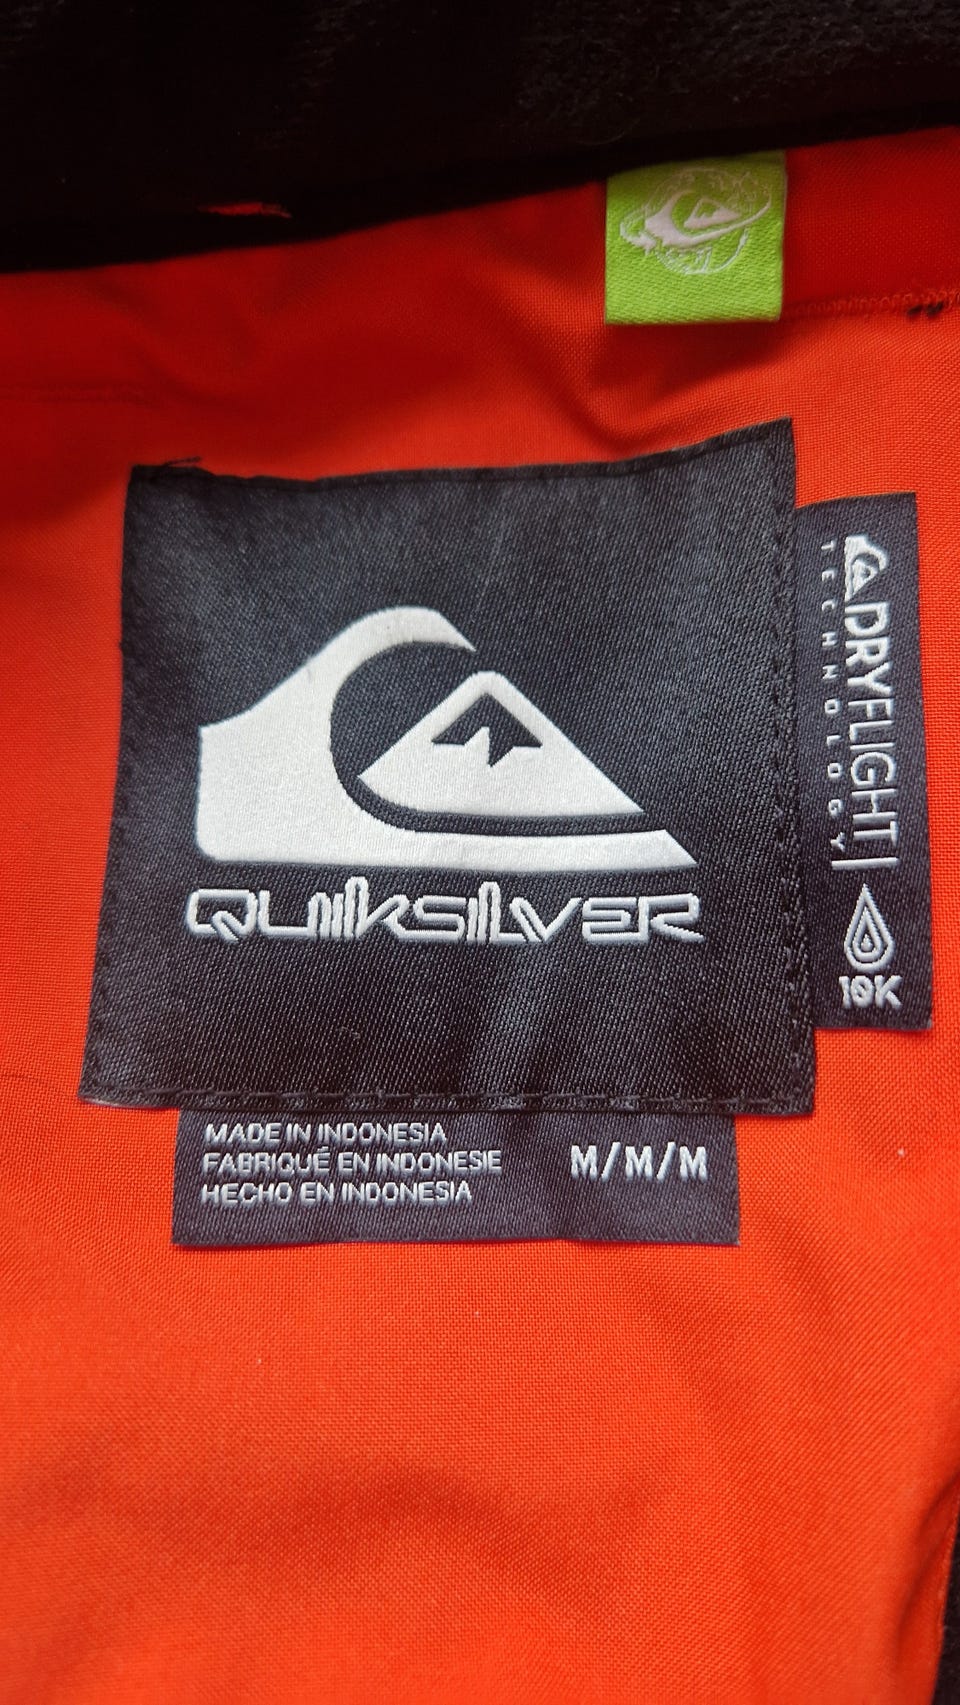 QUIKSILVER
DRYFLIGHT
TECHNOLOGY
10K
MADE IN INDONESIA
FABRIQUÉ EN INDONESIE
HECHO EN INDONESIA
M/M/M